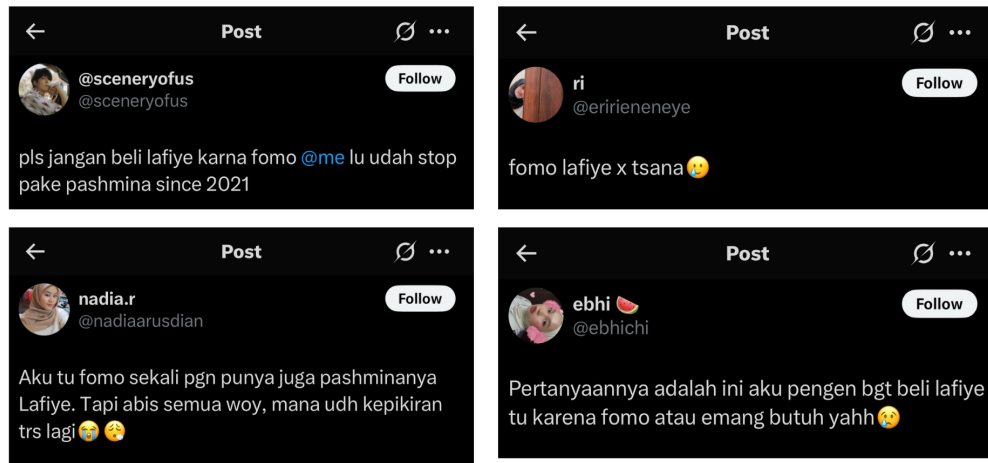 Post
@sceneryofus
@sceneryofus
Follow
pls jangan beli lafiye karna fomo @me lu udah stop
pake pashmina since 2021
Post
ri
@eririeneneye
Follow
fomo lafiye x tsana🥲
Post
nadia.r
@nadiaarusdian
Follow
Aku tu fomo sekali pgn punya juga pashminanya
Lafiye. Tapi abis semua woy, mana udh kepikiran
trs lagi😭😮‍💨
Post
ebhi 🍉
@ebhichi
Follow
Pertanyaannya adalah ini aku pengen bgt beli lafiye
tu karena fomo atau emang butuh yahh😢